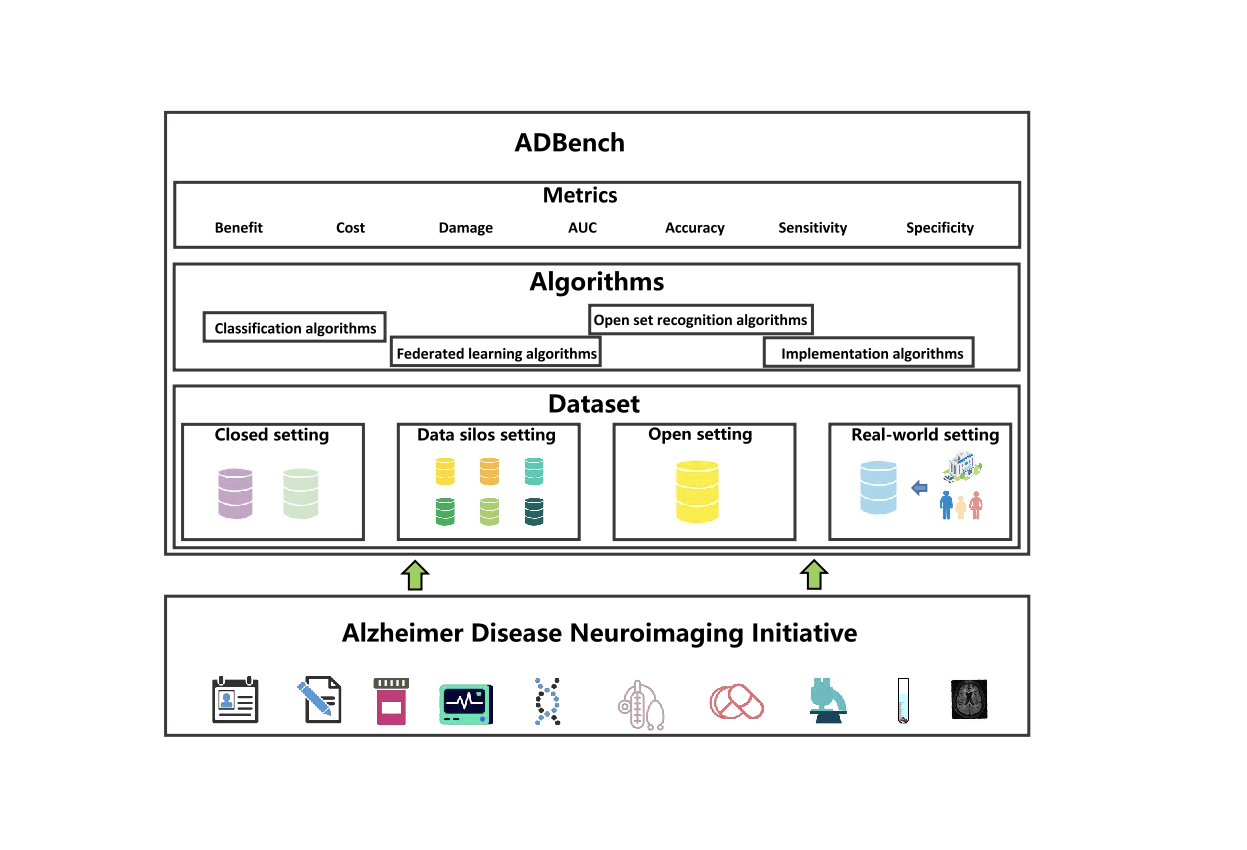 ADBench
Metrics
Benefit Cost Damage AUC Accuracy Sensitivity Specificity
Algorithms
Classification algorithms
Federated learning algorithms
Open set recognition algorithms
Implementation algorithms
Dataset
Closed setting
Data silos setting
Open setting
Real-world setting
Alzheimer Disease Neuroimaging Initiative